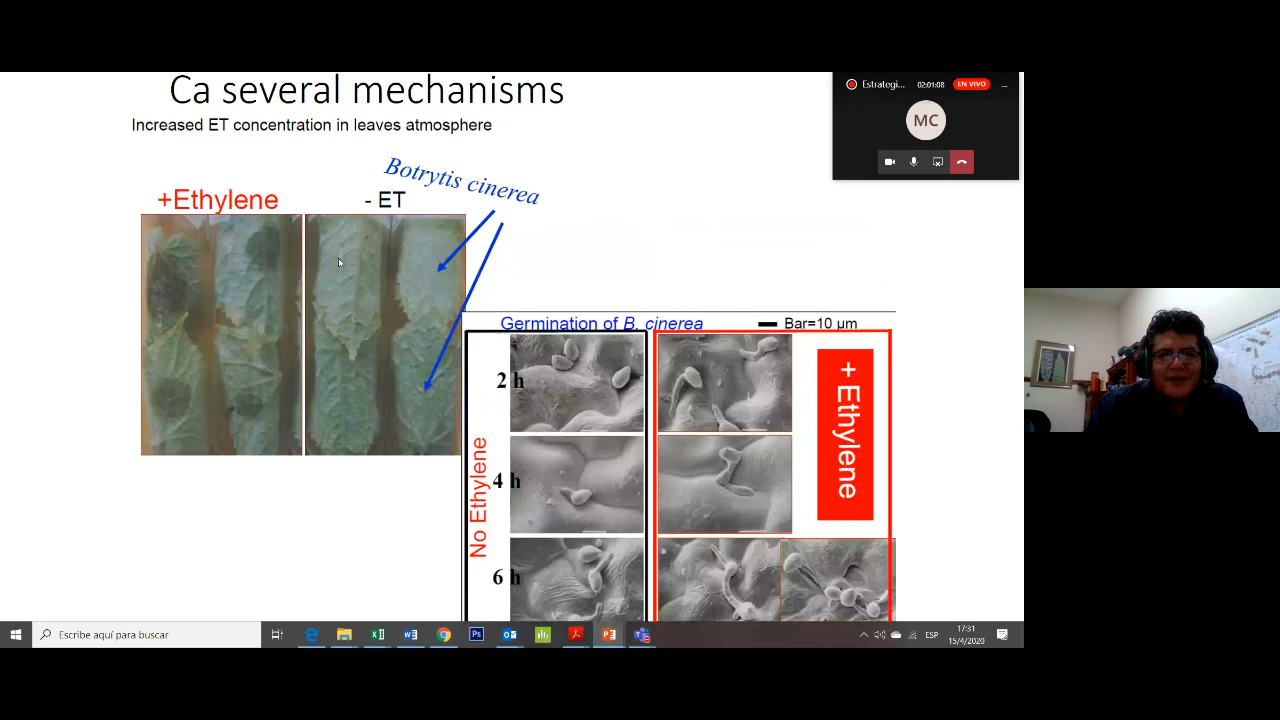 Ca several mechanisms
Increased ET concentration in leaves atmosphere
Estrategi... 02:01:08 EN VIVO
MC
Botrytis cinerea
+Ethylene
- ET
Germination of B. cinerea
Bar=10 µm
2 h
4 h
6 h
No Ethylene
+ Ethylene
Escribe aquí para buscar
ESP
17:31
15/4/2020